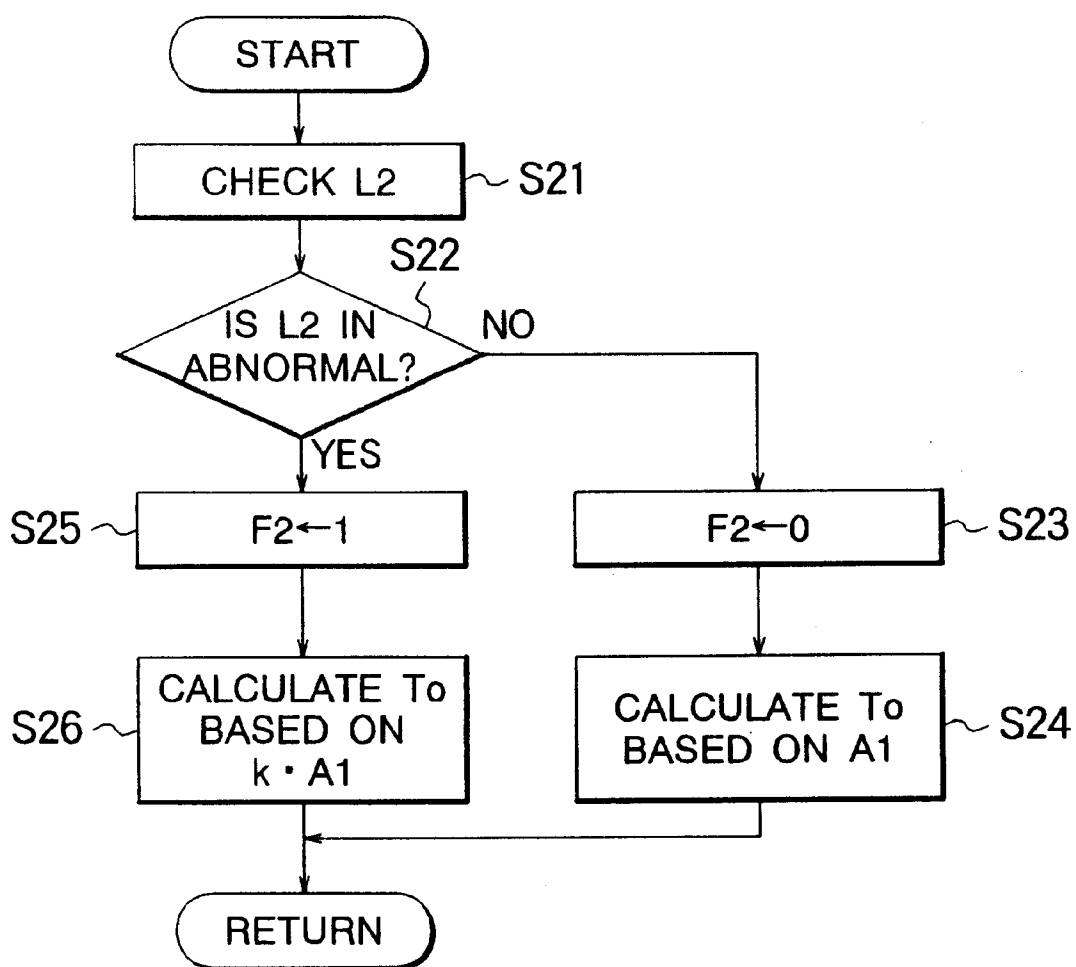 START
CHECK L2
S21
S22
IS L2 IN
ABNORMAL?
NO
YES
S25
F2←1
F2←0
S23
S26
CALCULATE To
BASED ON
k・A1
CALCULATE To
BASED ON A1
S24
RETURN